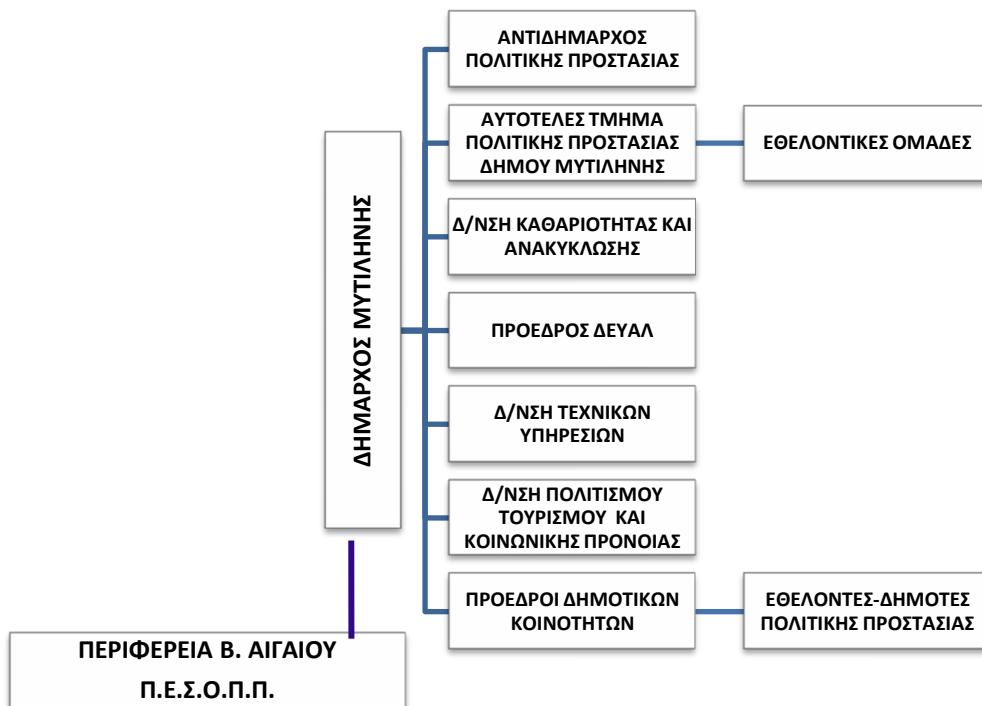 ΔΗΜΑΡΧΟΣ ΜΥΤΙΛΗΝΗΣ
ΑΝΤΙΔΗΜΑΡΧΟΣ
ΠΟΛΙΤΙΚΗΣ ΠΡΟΣΤΑΣΙΑΣ
ΑΥΤΟΤΕΛΕΣ ΤΜΗΜΑ
ΠΟΛΙΤΙΚΗΣ ΠΡΟΣΤΑΣΙΑΣ
ΔΗΜΟΥ ΜΥΤΙΛΗΝΗΣ
ΕΘΕΛΟΝΤΙΚΕΣ ΟΜΑΔΕΣ
Δ/ΝΣΗ ΚΑΘΑΡΙΟΤΗΤΑΣ ΚΑΙ
ΑΝΑΚΥΚΛΩΣΗΣ
ΠΡΟΕΔΡΟΣ ΔΕΥΑΛ
Δ/ΝΣΗ ΤΕΧΝΙΚΩΝ
ΥΠΗΡΕΣΙΩΝ
Δ/ΝΣΗ ΠΟΛΙΤΙΣΜΟΥ
ΤΟΥΡΙΣΜΟΥ ΚΑΙ
ΚΟΙΝΩΝΙΚΗΣ ΠΡΟΝΟΙΑΣ
ΠΡΟΕΔΡΟΙ ΔΗΜΟΤΙΚΩΝ
ΚΟΙΝΟΤΗΤΩΝ
ΕΘΕΛΟΝΤΕΣ-ΔΗΜΟΤΕΣ
ΠΟΛΙΤΙΚΗΣ ΠΡΟΣΤΑΣΙΑΣ
ΠΕΡΙΦΕΡΕΙΑ Β. ΑΙΓΑΙΟΥ
Π.Ε.Σ.Ο.Π.Π.